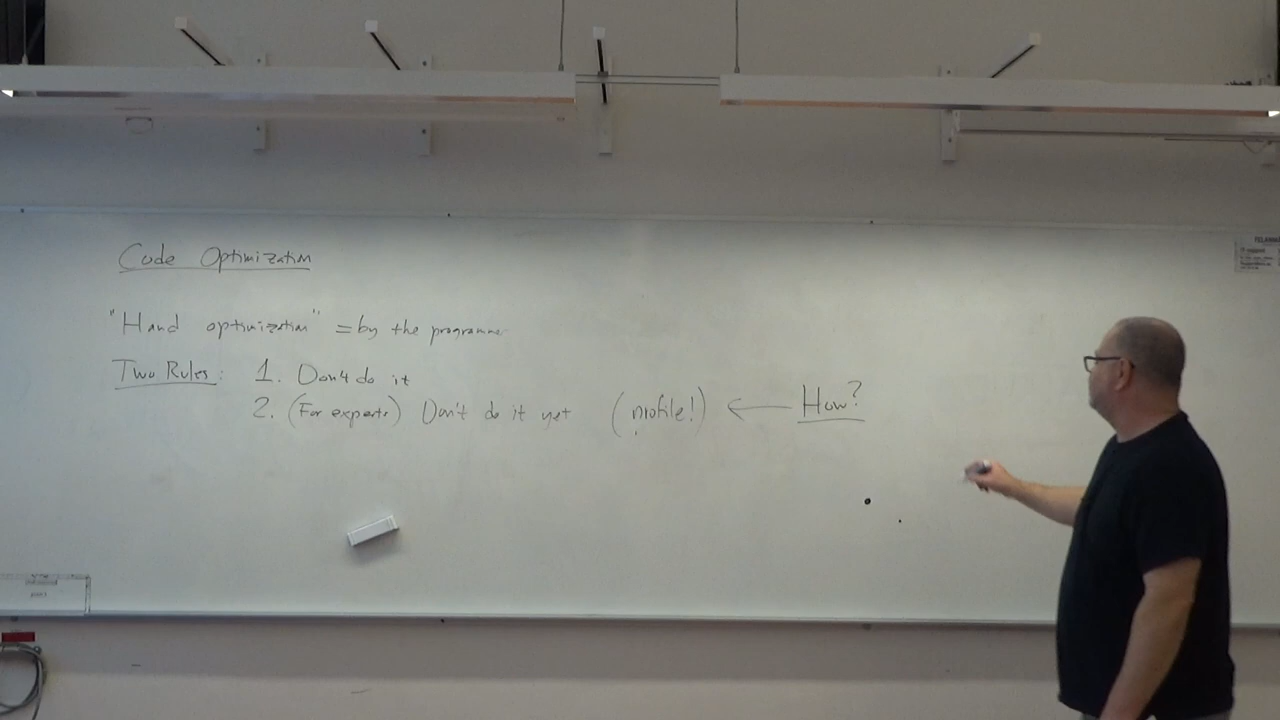 Code Optimization
"Hand optimization" = by the programmer
Two Rules: 1. Don't do it
2. (For experts) Don't do it yet (profile!) ← How?